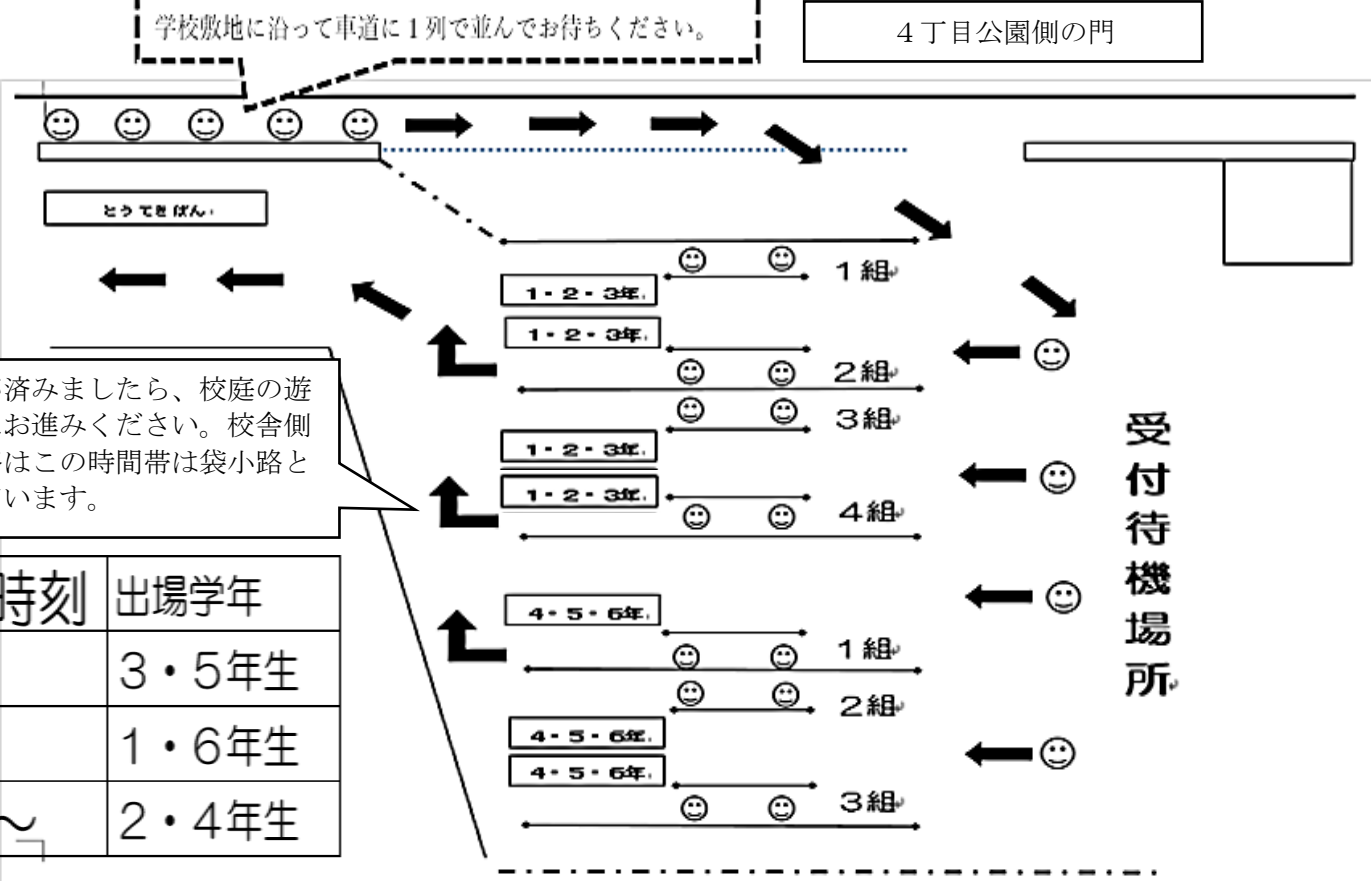 学校敷地に沿って車道に１列で並んでお待ちください。
４丁目公園側の門
とうてきばん
1・2・3年
1組
1・2・3年
2組
3組
1・2・3年
1・2・3年
4組
4・5・6年
1組
2組
4・5・6年
4・5・6年
3組
受付待機場所
済みましたら、校庭の遊
お進みください。校舎側
はこの時間帯は袋小路と
います。
時刻 出場学年
3・5年生
1・6年生
～ 2・4年生